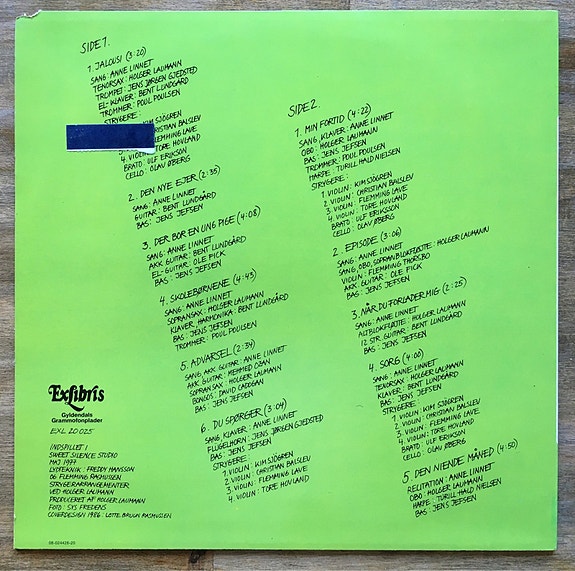 SIDE 1.
1. JALOUSI (3:20)
SANG: ANNE LINNET
TENORSAX: HOLGER LAUMANN
TROMPET: JENS JØRGEN GJEDSTED
EL-KLAVER: BENT LUNDGÅRD
TROMMER: POUL POULSEN
STRYGERE:
KIM SJÖGREN
CHRISTIAN BALSLEV
FLEMMING LAVE
4. VIOLIN: TORE HOVLAND
BRATD: ULF ERIKSON
CELLO: OLAV ØBERG
2. DEN NYE EJER (2:35)
SANG: ANNE LINNET
GUITAR: BENT LUNDGÅRD
BAS: JENS JEFSEN
3. DER BOR EN UNG PIGE (4:08)
SANG: ANNE LINNET
AKK. GUITAR: BENT LUNDGÅRD
EL-GUITAR: OLE FICK
BAS: JENS JEFSEN
4. SKOLEBØRNENE (4:43)
SANG: ANNE LINNET
SOPRANSAX: HOLGER LAUMANN
KLAVER, HARMONIKA: BENT LUNDGÅRD
BAS: JENS JEFSEN
TROMMER: POUL POULSEN
5. ADVARSEL (2:34)
SANG, AKK. GUITAR: ANNE LINNET
AKK. GUITAR: MEHMED OZAN
SOPRANSAX: HOLGER LAUMANN
BONGOS: DAVID CADOGAN
BAS: JENS JEFSEN
6. DU SPØRGER (3:04)
SANG, KLAVER: ANNE LINNET
FLÜGELHORN: JENS JØRGEN GJEDSTED
BAS: JENS JEFSEN
STRYGERE:
1. VIOLIN: KIM SJÖGREN
2. VIOLIN: CHRISTIAN BALSLEV
3. VIOLIN: FLEMMING LAVE
4. VIOLIN: TORE HOVLAND
SIDE 2.
1. MIN FORTID (4:22)
SANG, KLAVER: ANNE LINNET
OBO: HOLGER LAUMANN
BAS: JENS JEFSEN
TROMMER: POUL POULSEN
HARPE: TURILL HALD NIELSEN
STRYGERE:
1. VIOLIN: KIM SJÖGREN
2. VIOLIN: CHRISTIAN BALSLEV
3. VIOLIN: FLEMMING LAVE
4. VIOLIN: TORE HOVLAND
BRATD: ULF ERIKSSON
CELLO: OLAV ØBERG
2 EPISODE (3:06)
SANG: ANNE LINNET
SANG, OBO, SOPRANBLOKFLØJTE: HOLGER LAUMANN
VIOLIN: FLEMMING THORSBO
AKK. GUITAR: OLE FICK
BAS: JENS JEFSEN
3. NÅR DU FORLADER MIG (2:25)
SANG: ANNE LINNET
ALTBLOKFLØJTE: HOLGER LAUMANN
12 STR. GUITAR: BENT LUNDGÅRD
BAS: JENS JEFSEN
4. SORG (4:00)
SANG: ANNE LINNET
TENORSAX: HOLGER LAUMANN
KLAVER: BENT LUNDGÅRD
BAS: JENS JEFSEN
STRYGERE:
1. VIOLIN: KIM SJÖGREN
2. VIOLIN: CHRISTIAN BALSLEV
3. VIOLIN: FLEMMING LAVE
4. VIOLIN: TORE HOVLAND
BRATD: ULF ERIKSON
CELLO: OLAV ØBERG
5. DEN NIENDE MÅNED (4:50)
RECITATION: ANNE LINNET
OBO: HOLGER LAUMANN
HARPE: TURILL HALD NIELSEN
BAS: JENS JEFSEN
Exlibris
Gyldendals
Grammofonplader
EXL 20 025
INDSPILLET I
SWEET SILENCE STUDIO
MAJ 1977
LYDTEKNIK: FREDDY HANSSON
OG FLEMMING RASMUSSEN
STRYGERARRANGEMENTER
VED HOLGER LAUMANN
PRODUCERET AF HOLGER LAUMANN
FOTO: SYS FREDENS
COVERDESIGN 1986: LOTTE BRUUN RASMUSSEN
08-024426-20